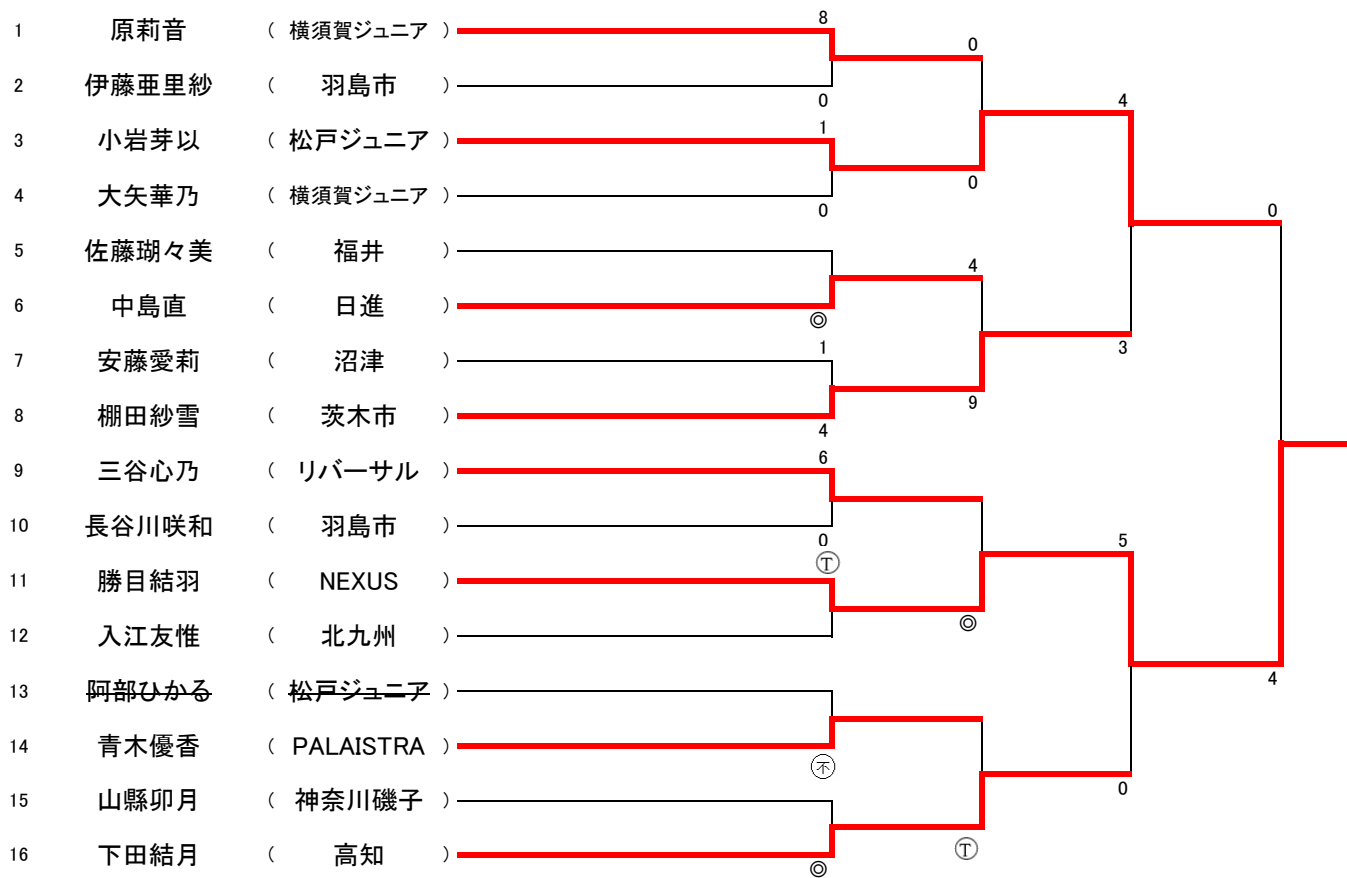 8
1 原莉音 （ 横須賀ジュニア ）
0
2 伊藤亜里紗 （ 羽島市 ）
0 4
1
3 小岩芽以 （ 松戸ジュニア ）
0
4 大矢華乃 （ 横須賀ジュニア ）
0 0
5 佐藤瑚々美 （ 福井 ）
4
6 中島直 （ 日進 ）
◎
1 3
7 安藤愛莉 （ 沼津 ）
9
8 棚田紗雪 （ 茨木市 ）
4
6
9 三谷心乃 （ リバーサル ）
10 長谷川咲和 （ 羽島市 ）
0 5
Ⓣ
11 勝目結羽 （ NEXUS ）
◎
12 入江友惟 （ 北九州 ）
4
13 阿部ひかる （ 松戸ジュニア ）
14 青木優香 （ PALAISTRA ）
不
0
15 山縣卯月 （ 神奈川磯子 ）
Ⓣ
16 下田結月 （ 高知 ）
◎